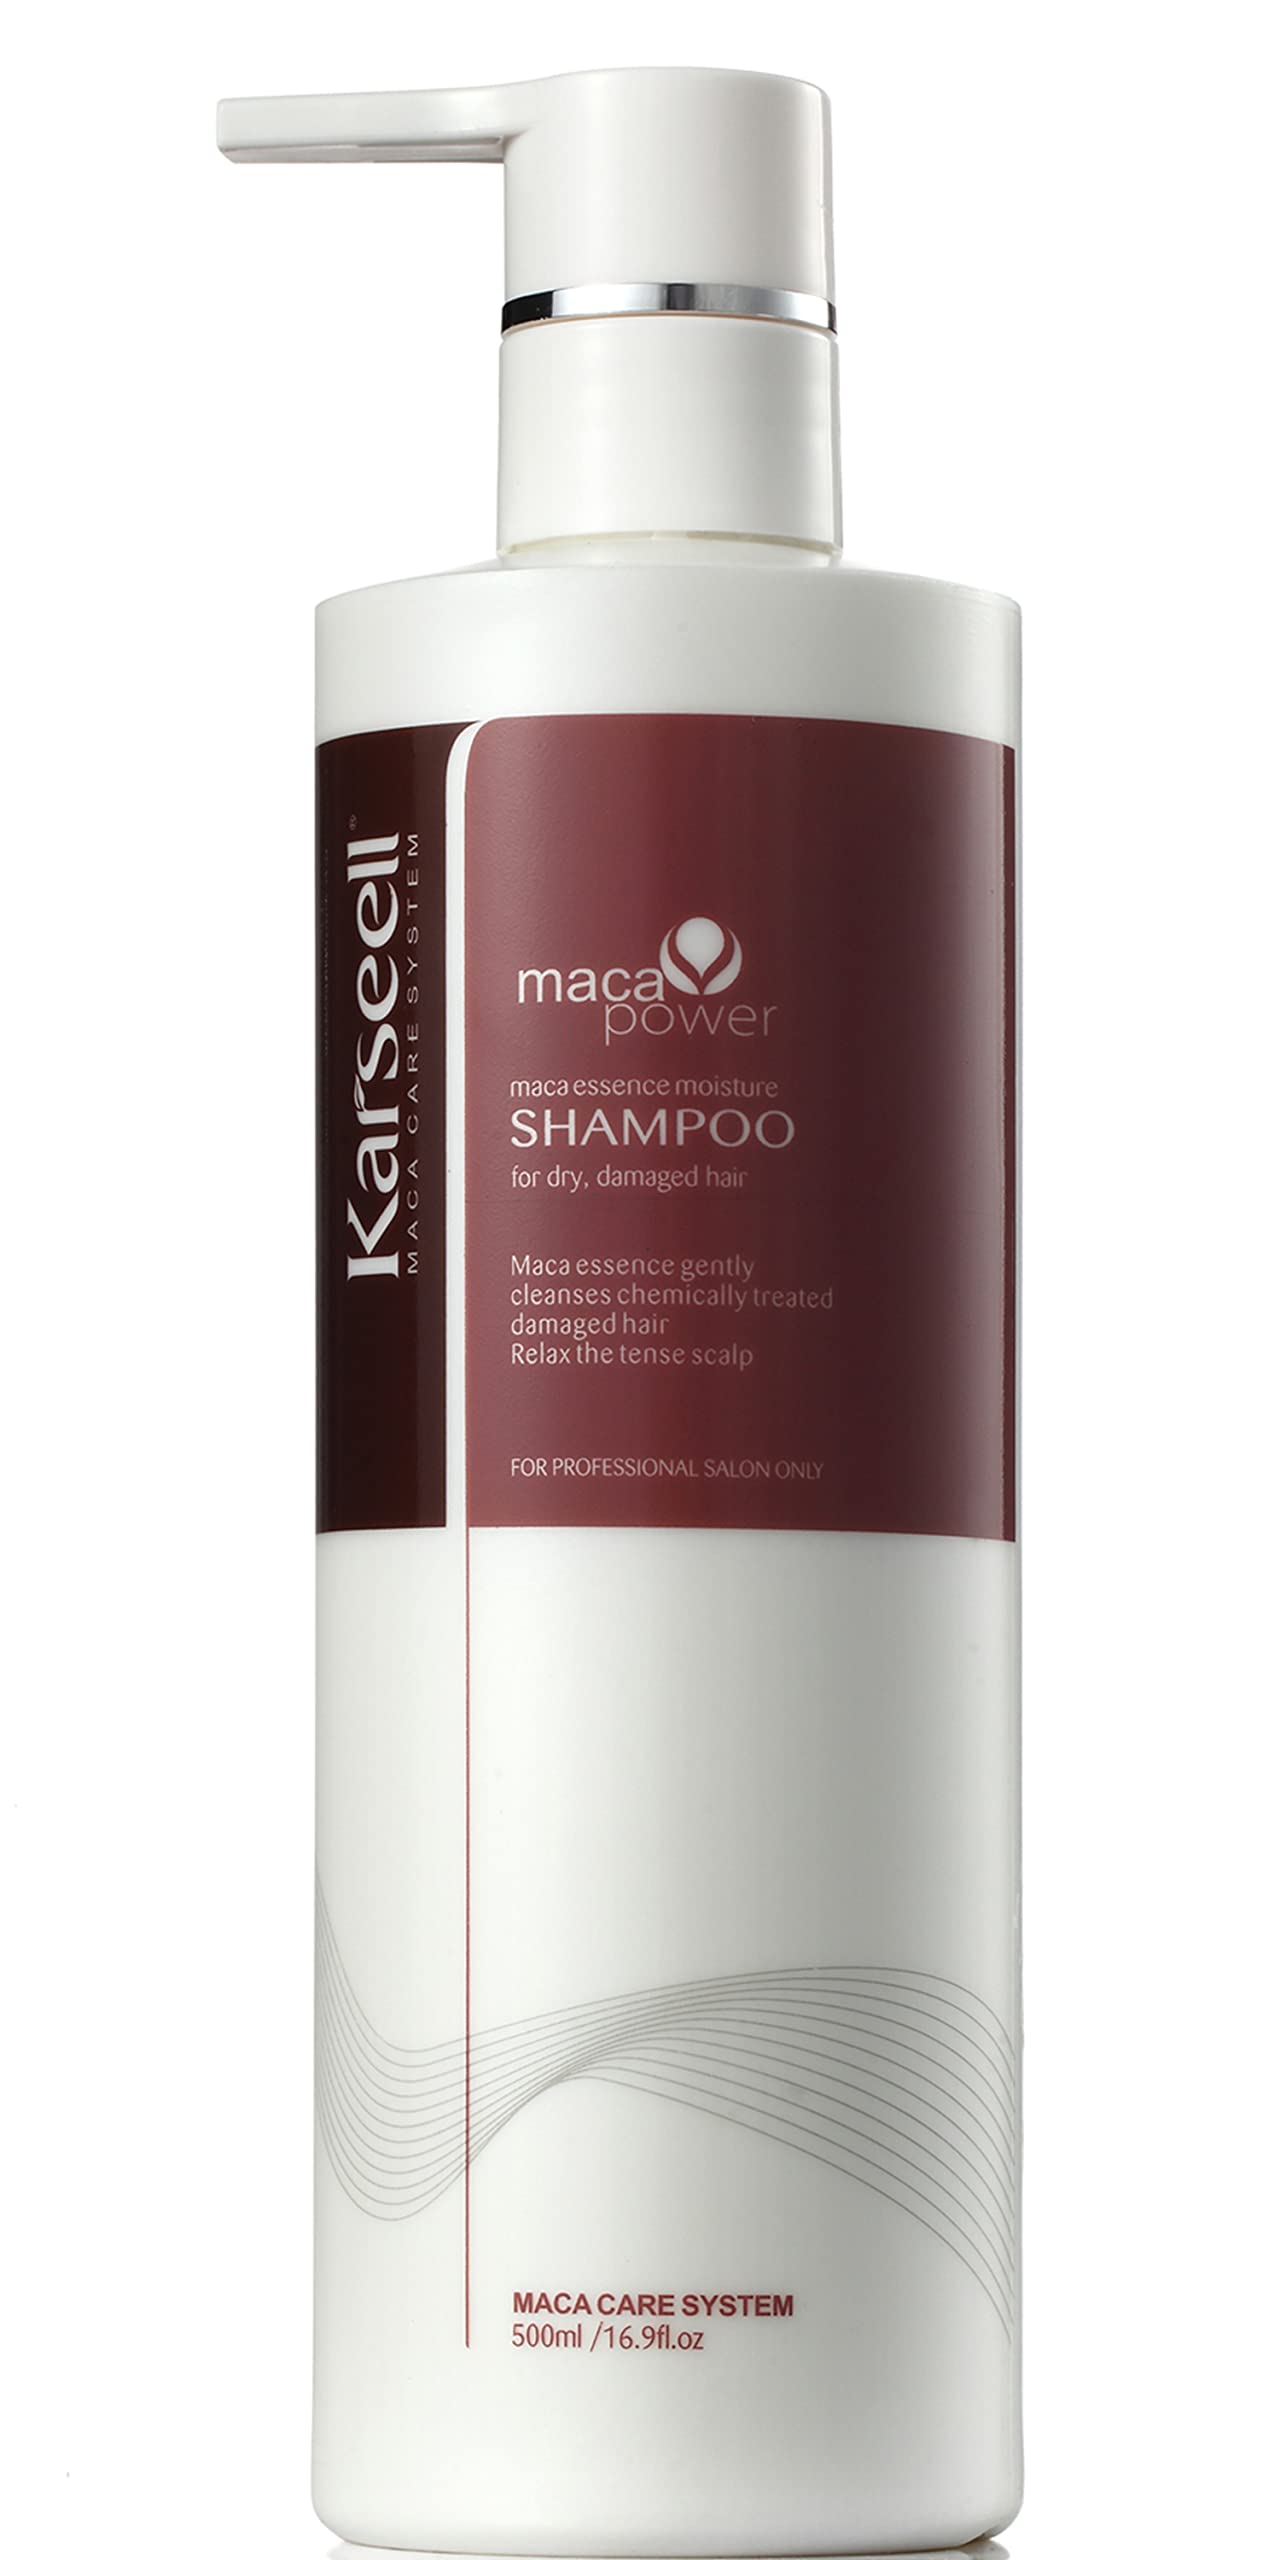 Karseell®
MACA CARE SYSTEM
maca
power
maca essence moisture
SHAMPOO
for dry, damaged hair
Maca essence gently
cleanses chemically treated
damaged hair
Relax the tense scalp
FOR PROFESSIONAL SALON ONLY
MACA CARE SYSTEM
500ml /16.9fl.oz